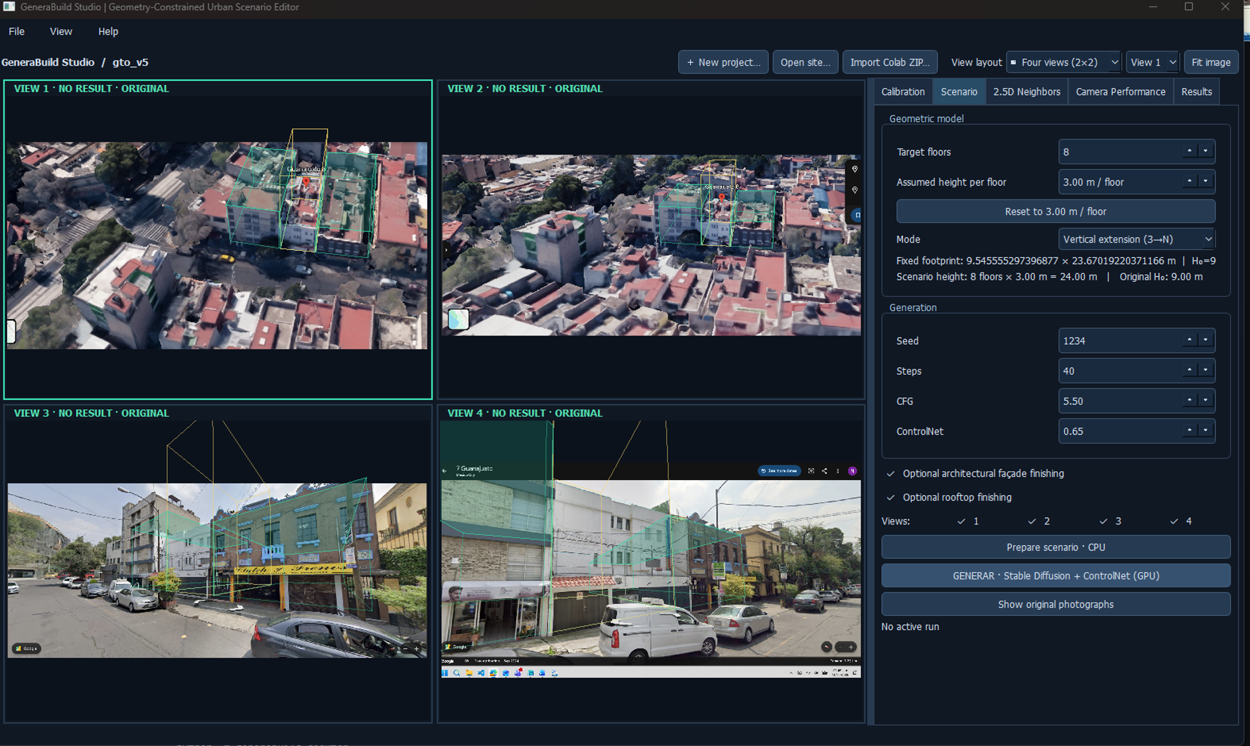 GeneraBuild Studio | Geometry-Constrained Urban Scenario Editor
File View Help
GeneraBuild Studio / gto_v5
+ New project... Open site... Import Colab ZIP... View layout Four views (2×2) View 1 Fit image
VIEW 1 · NO RESULT · ORIGINAL
VIEW 2 · NO RESULT · ORIGINAL
VIEW 3 · NO RESULT · ORIGINAL
VIEW 4 · NO RESULT · ORIGINAL
7 Guanajuato
Google
Google
Google
Calibration Scenario 2.5D Neighbors Camera Performance Results
Geometric model
Target floors 8
Assumed height per floor 3.00 m / floor
Reset to 3.00 m / floor
Mode Vertical extension (3→N)
Fixed footprint: 9.545555297396877 × 23.67019220371166 m | H₀=9
Scenario height: 8 floors × 3.00 m = 24.00 m | Original H₀: 9.00 m
Generation
Seed 1234
Steps 40
CFG 5.50
ControlNet 0.65
Optional architectural façade finishing
Optional rooftop finishing
Views: 1 2 3 4
Prepare scenario · CPU
GENERAR · Stable Diffusion + ControlNet (GPU)
Show original photographs
No active run